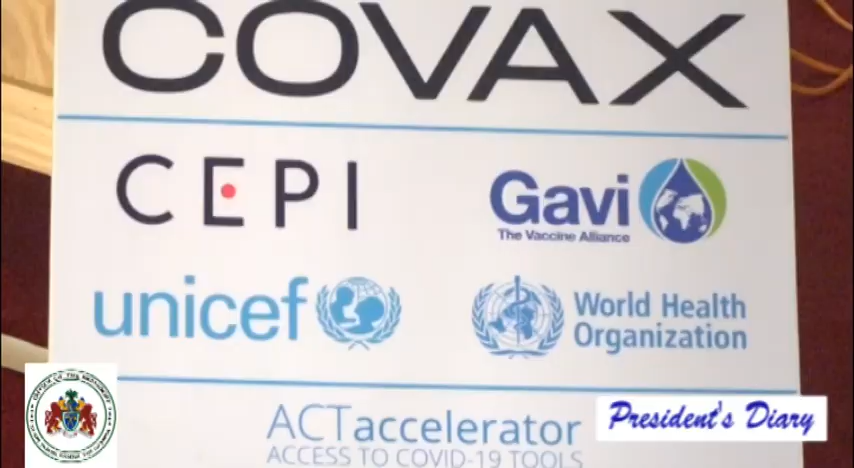 COVAX
CEPI
Gavi
The Vaccine Alliance
unicef
World Health
Organization
ACTaccelerator
ACCESS TO COVID-19 TOOLS
President's Diary